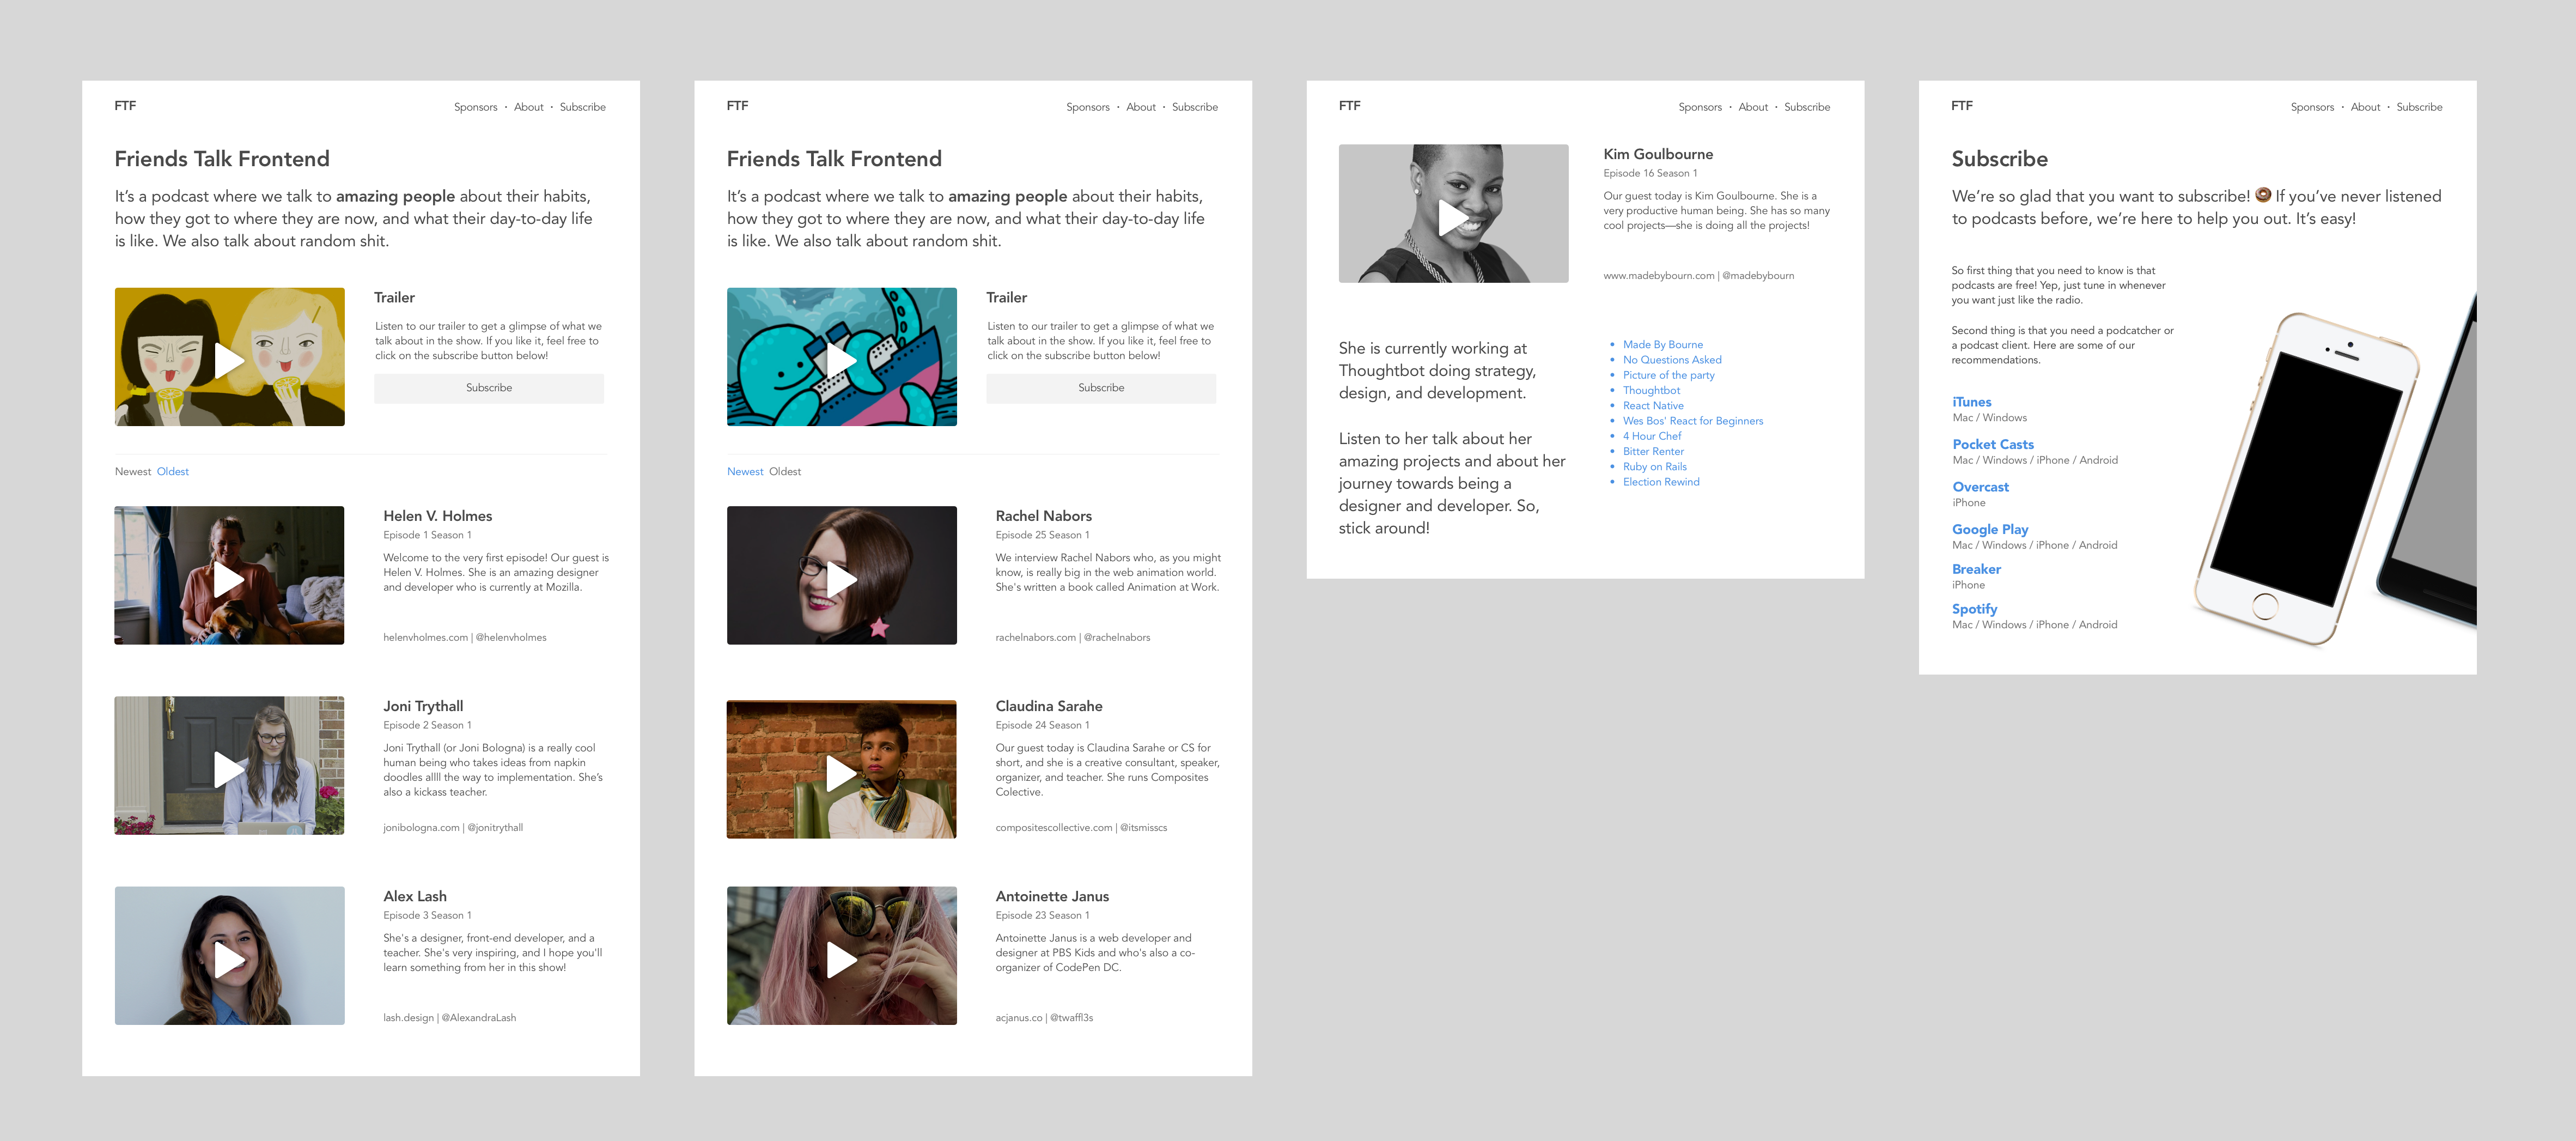 FTF
Sponsors · About · Subscribe
Friends Talk Frontend
It’s a podcast where we talk to amazing people about their habits,
how they got to where they are now, and what their day-to-day life
is like. We also talk about random shit.
Trailer
Listen to our trailer to get a glimpse of what we
talk about in the show. If you like it, feel free to
click on the subscribe button below!
Subscribe
Newest Oldest
Helen V. Holmes
Episode 1 Season 1
Welcome to the very first episode! Our guest is
Helen V. Holmes. She is an amazing designer
and developer who is currently at Mozilla.
helenvholmes.com | @helenvholmes
Joni Trythall
Episode 2 Season 1
Joni Trythall (or Joni Bologna) is a really cool
human being who takes ideas from napkin
doodles allll the way to implementation. She’s
also a kickass teacher.
jonibologna.com | @jonitrythall
Alex Lash
Episode 3 Season 1
She's a designer, front-end developer, and a
teacher. She's very inspiring, and I hope you'll
learn something from her in this show!
lash.design | @AlexandraLash
FTF
Sponsors · About · Subscribe
Friends Talk Frontend
It’s a podcast where we talk to amazing people about their habits,
how they got to where they are now, and what their day-to-day life
is like. We also talk about random shit.
Trailer
Listen to our trailer to get a glimpse of what we
talk about in the show. If you like it, feel free to
click on the subscribe button below!
Subscribe
Newest Oldest
Rachel Nabors
Episode 25 Season 1
We interview Rachel Nabors who, as you might
know, is really big in the web animation world.
She's written a book called Animation at Work.
rachelnabors.com | @rachelnabors
Claudina Sarahe
Episode 24 Season 1
Our guest today is Claudina Sarahe or CS for
short, and she is a creative consultant, speaker,
organizer, and teacher. She runs Composites
Colective.
compositescollective.com | @itsmisscs
Antoinette Janus
Episode 23 Season 1
Antoinette Janus is a web developer and
designer at PBS Kids and who's also a co-
organizer of CodePen DC.
acjanus.co | @twaffl3s
FTF
Sponsors · About · Subscribe
Kim Goulbourne
Episode 16 Season 1
Our guest today is Kim Goulbourne. She is a
very productive human being. She has so many
cool projects—she is doing all the projects!
www.madebybourn.com | @madebybourn
She is currently working at
Thoughtbot doing strategy,
design, and development.
Listen to her talk about her
amazing projects and about her
journey towards being a
designer and developer. So,
stick around!
• Made By Bourne
• No Questions Asked
• Picture of the party
• Thoughtbot
• React Native
• Wes Bos' React for Beginners
• 4 Hour Chef
• Bitter Renter
• Ruby on Rails
• Election Rewind
FTF
Sponsors · About · Subscribe
Subscribe
We’re so glad that you want to subscribe! 🍩 If you’ve never listened
to podcasts before, we’re here to help you out. It’s easy!
So first thing that you need to know is that
podcasts are free! Yep, just tune in whenever
you want just like the radio.
Second thing is that you need a podcatcher or
a podcast client. Here are some of our
recommendations.
iTunes
Mac / Windows
Pocket Casts
Mac / Windows / iPhone / Android
Overcast
iPhone
Google Play
Mac / Windows / iPhone / Android
Breaker
iPhone
Spotify
Mac / Windows / iPhone / Android